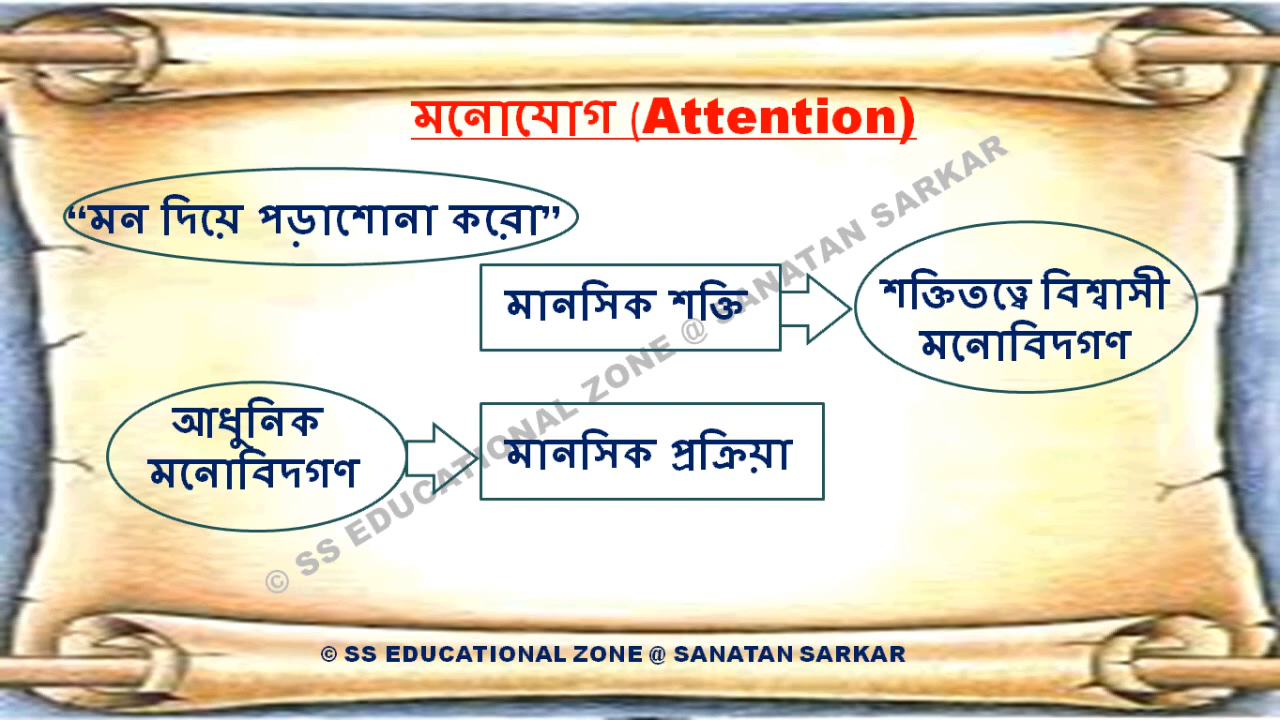 মনোযোগ (Attention)
“মন দিয়ে পড়াশোনা করো”
মানসিক শক্তি
শক্তিতত্ত্বে বিশ্বাসী
মনোবিদগণ
আধুনিক
মনোবিদগণ
মানসিক প্রক্রিয়া
© SS EDUCATIONAL ZONE @ SANATAN SARKAR
© SS EDUCATIONAL ZONE @ SANATAN SARKAR